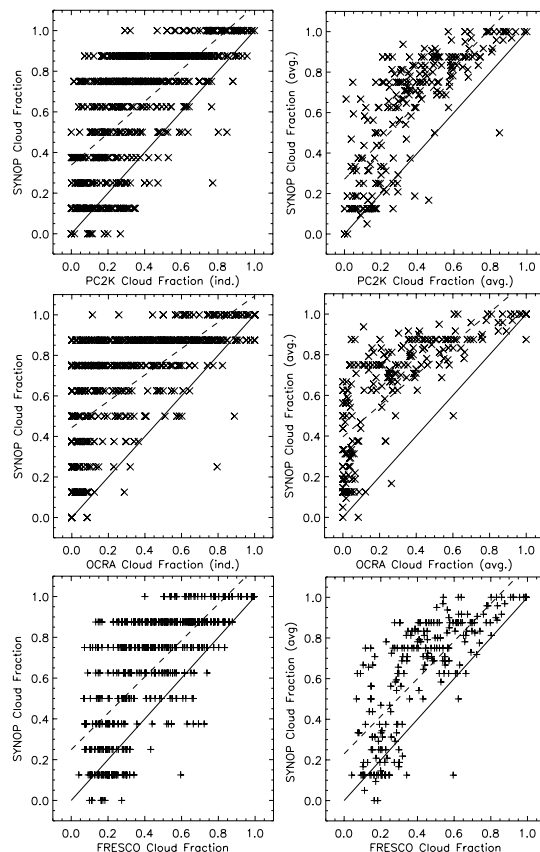 1.0
0.8
0.6
0.4
0.2
0.0
SYNOP Cloud Fraction
0.0 0.2 0.4 0.6 0.8 1.0
PC2K Cloud Fraction (ind.)
1.0
0.8
0.6
0.4
0.2
0.0
SYNOP Cloud Fraction (avg.)
0.0 0.2 0.4 0.6 0.8 1.0
PC2K Cloud Fraction (avg.)
1.0
0.8
0.6
0.4
0.2
0.0
SYNOP Cloud Fraction
0.0 0.2 0.4 0.6 0.8 1.0
OCRA Cloud Fraction (ind.)
1.0
0.8
0.6
0.4
0.2
0.0
SYNOP Cloud Fraction (avg.)
0.0 0.2 0.4 0.6 0.8 1.0
OCRA Cloud Fraction (avg.)
1.0
0.8
0.6
0.4
0.2
0.0
SYNOP Cloud Fraction
0.0 0.2 0.4 0.6 0.8 1.0
FRESCO Cloud Fraction
1.0
0.8
0.6
0.4
0.2
0.0
SYNOP Cloud Fraction (avg)
0.0 0.2 0.4 0.6 0.8 1.0
FRESCO Cloud Fraction